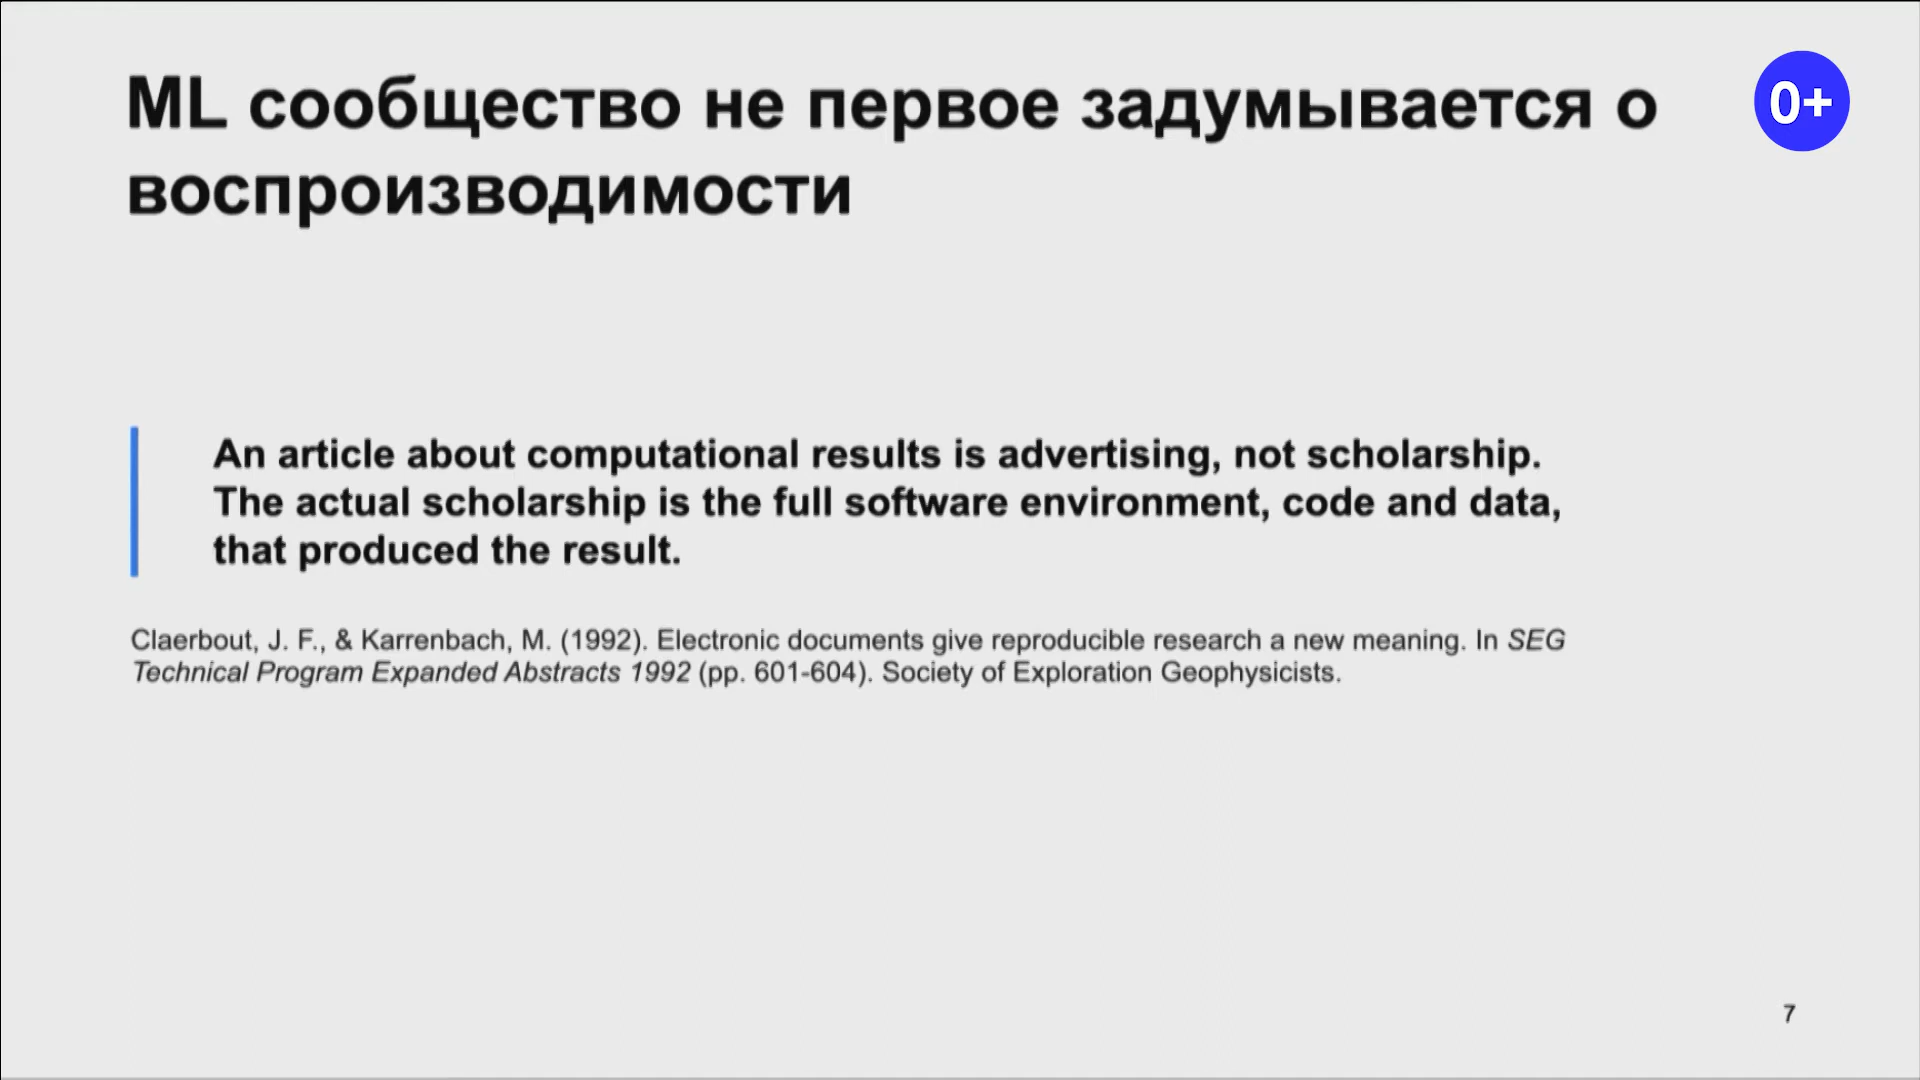 ML сообщество не первое задумывается о
воспроизводимости
0+
An article about computational results is advertising, not scholarship.
The actual scholarship is the full software environment, code and data,
that produced the result.
Claerbout, J. F., & Karrenbach, M. (1992). Electronic documents give reproducible research a new meaning. In SEG
Technical Program Expanded Abstracts 1992 (pp. 601-604). Society of Exploration Geophysicists.
7